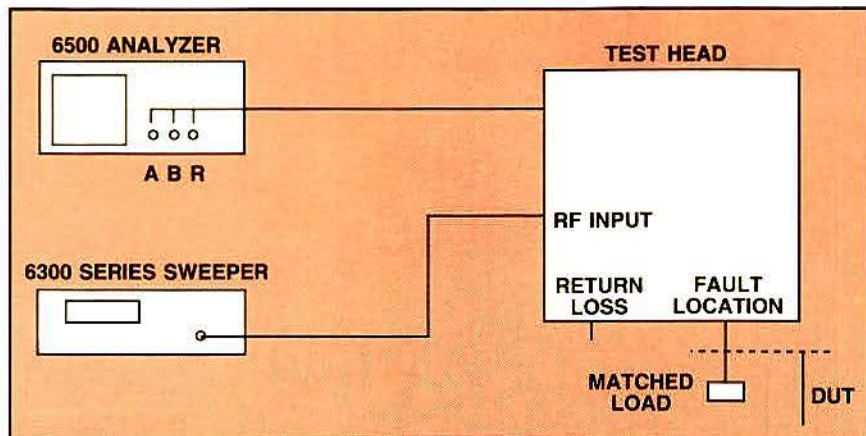 6500 ANALYZER
TEST HEAD
A B R
RF INPUT
6300 SERIES SWEEPER
RETURN
LOSS
FAULT
LOCATION
MATCHED
LOAD
DUT